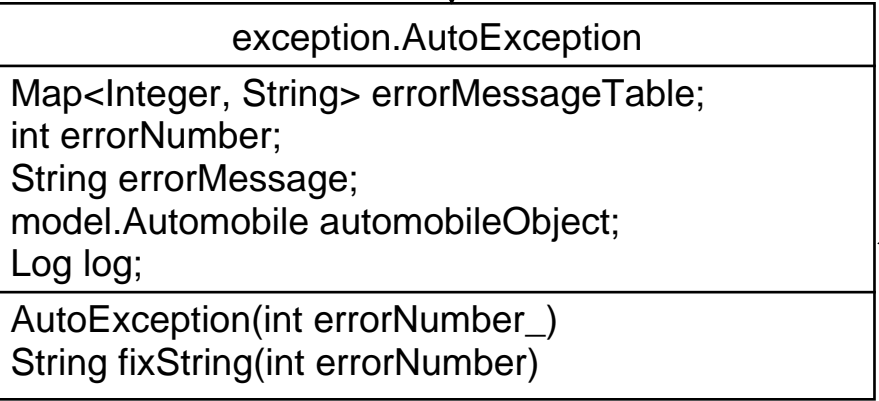 exception.AutoException
Map<Integer, String> errorMessageTable;
int errorNumber;
String errorMessage;
model.Automobile automobileObject;
Log log;
AutoException(int errorNumber_)
String fixString(int errorNumber)